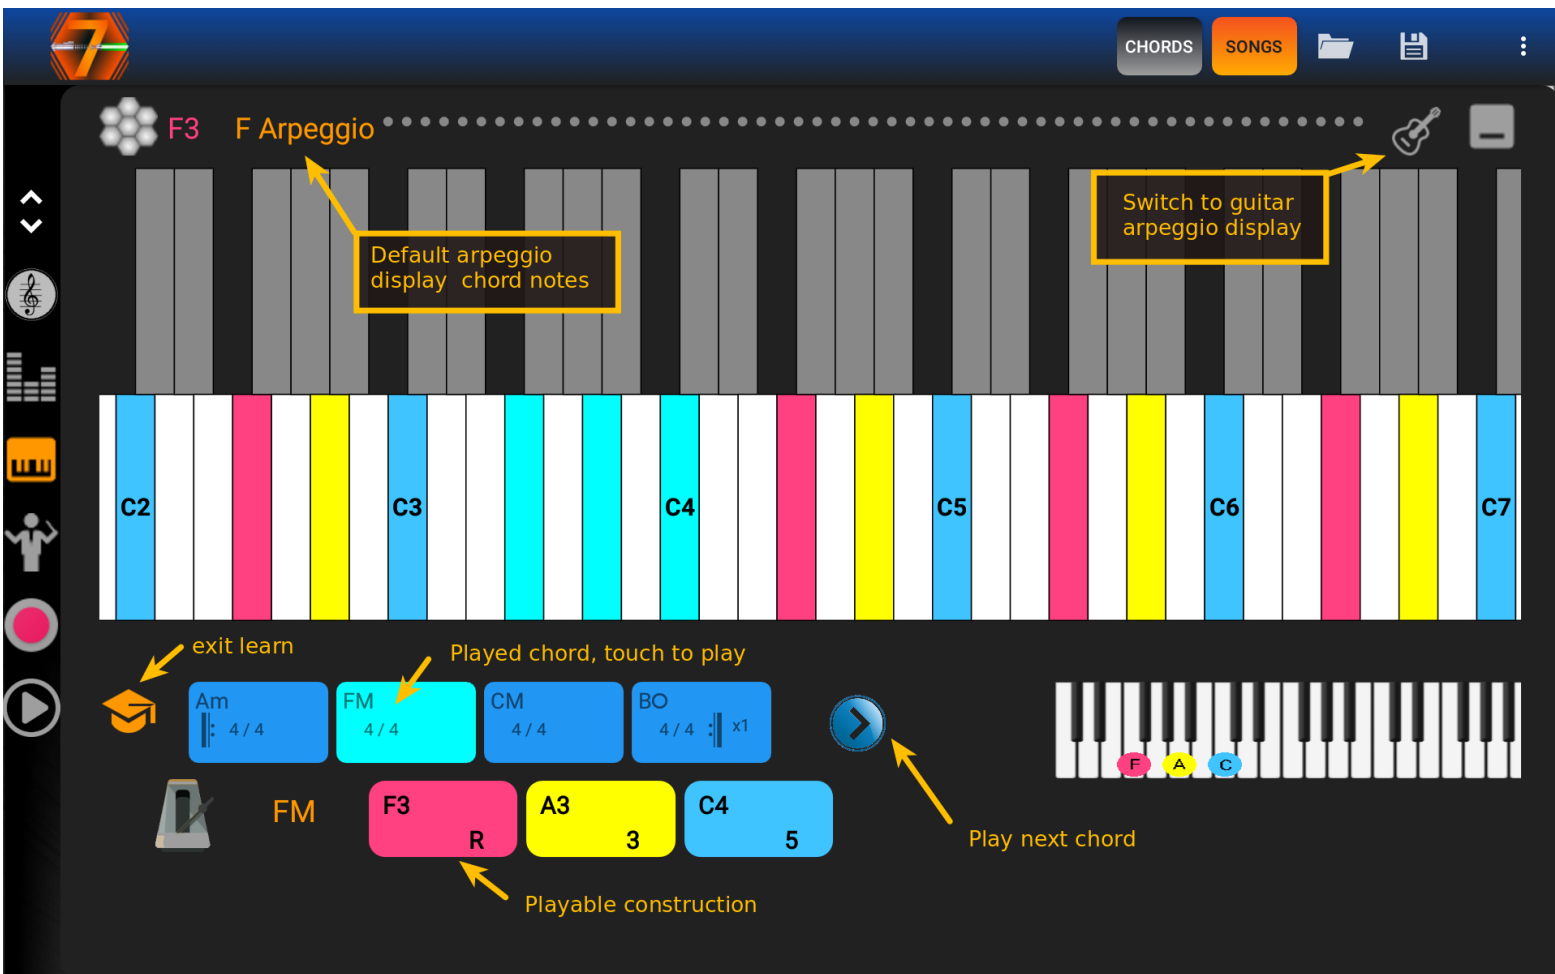 7
CHORDS
SONGS
F3
F Arpeggio
Switch to guitar
arpeggio display
Default arpeggio
display  chord notes
C2
C3
C4
C5
C6
C7
exit learn
Played chord, touch to play
Am
4 / 4
FM
4 / 4
CM
4 / 4
BO
4 / 4
x1
F
A
C
FM
F3
R
A3
3
C4
5
Play next chord
Playable construction